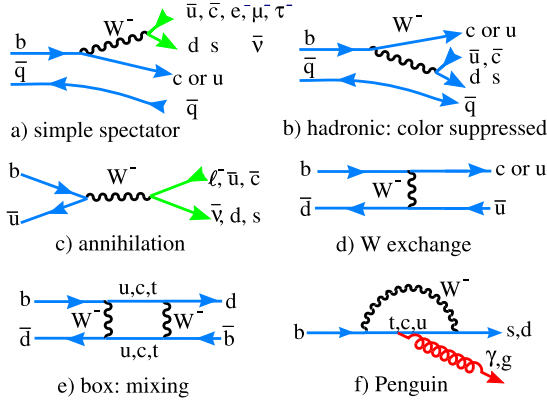 W⁻ u̅, c̅, e⁻, μ⁻, τ⁻
b d s ν̅
q̅ c or u
q̅
a) simple spectator
W⁻ c or u
b u̅, c̅
q̅ d s
q̅
b) hadronic: color suppressed
b W⁻ ℓ⁻, u̅, c̅
u̅ ν̅, d, s
c) annihilation
b c or u
W⁻
d̅ u̅
d) W exchange
b u,c,t d
W⁻ W⁻
d̅ u,c,t b̅
e) box: mixing
W⁻
b t,c,u s,d
γ,g
f) Penguin